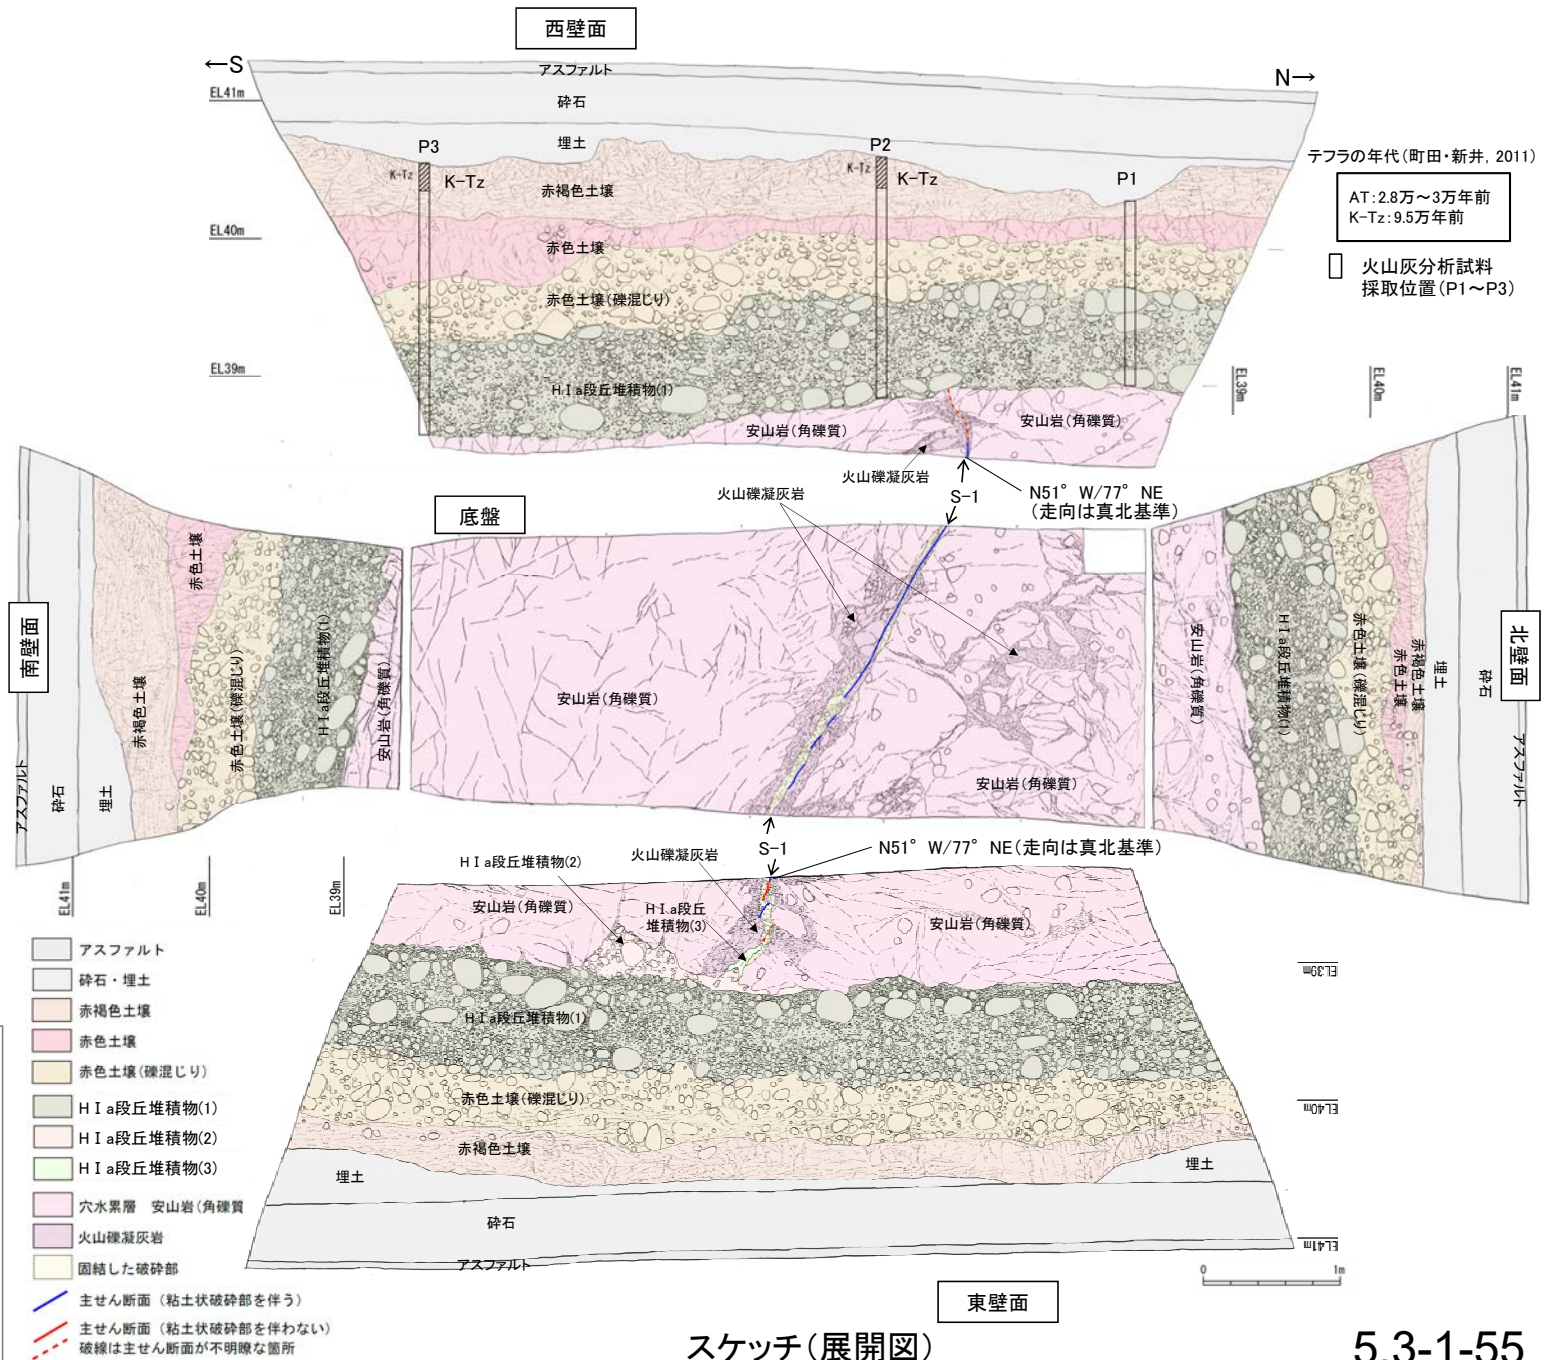 西壁面
←S
N→
アスファルト
EL41m
砕石
埋土
P3
P2
P1
K-Tz
K-Tz
K-Tz
K-Tz
赤褐色土壌
EL40m
赤色土壌
赤色土壌(礫混じり)
EL39m
HⅠa段丘堆積物(1)
安山岩(角礫質)
安山岩(角礫質)
火山礫凝灰岩
テフラの年代(町田・新井, 2011)
AT:2.8万~3万年前
K-Tz:9.5万年前
火山灰分析試料
採取位置(P1~P3)
EL39m
EL40m
EL41m
S-1
N51° W/77° NE
(走向は真北基準)
火山礫凝灰岩
底盤
安山岩(角礫質)
安山岩(角礫質)
南壁面
アスファルト
砕石
埋土
赤褐色土壌
赤色土壌
赤色土壌(礫混じり)
HⅠa段丘堆積物(1)
安山岩(角礫質)
EL41m
EL40m
EL39m
北壁面
安山岩(角礫質)
HⅠa段丘堆積物(1)
赤色土壌(礫混じり)
赤色土壌
赤褐色土壌
埋土
砕石
アスファルト
S-1
N51° W/77° NE(走向は真北基準)
HⅠa段丘堆積物(2)
火山礫凝灰岩
安山岩(角礫質)
HⅠa段丘
堆積物(3)
安山岩(角礫質)
EL39m
HⅠa段丘堆積物(1)
赤色土壌(礫混じり)
EL40m
赤褐色土壌
埋土
埋土
砕石
EL41m
アスファルト
0
1m
東壁面
アスファルト
砕石・埋土
赤褐色土壌
赤色土壌
赤色土壌(礫混じり)
HⅠa段丘堆積物(1)
HⅠa段丘堆積物(2)
HⅠa段丘堆積物(3)
穴水累層 安山岩(角礫質
火山礫凝灰岩
固結した破砕部
主せん断面(粘土状破砕部を伴う)
主せん断面(粘土状破砕部を伴わない)
破線は主せん断面が不明瞭な箇所
スケッチ(展開図)
5.3-1-55